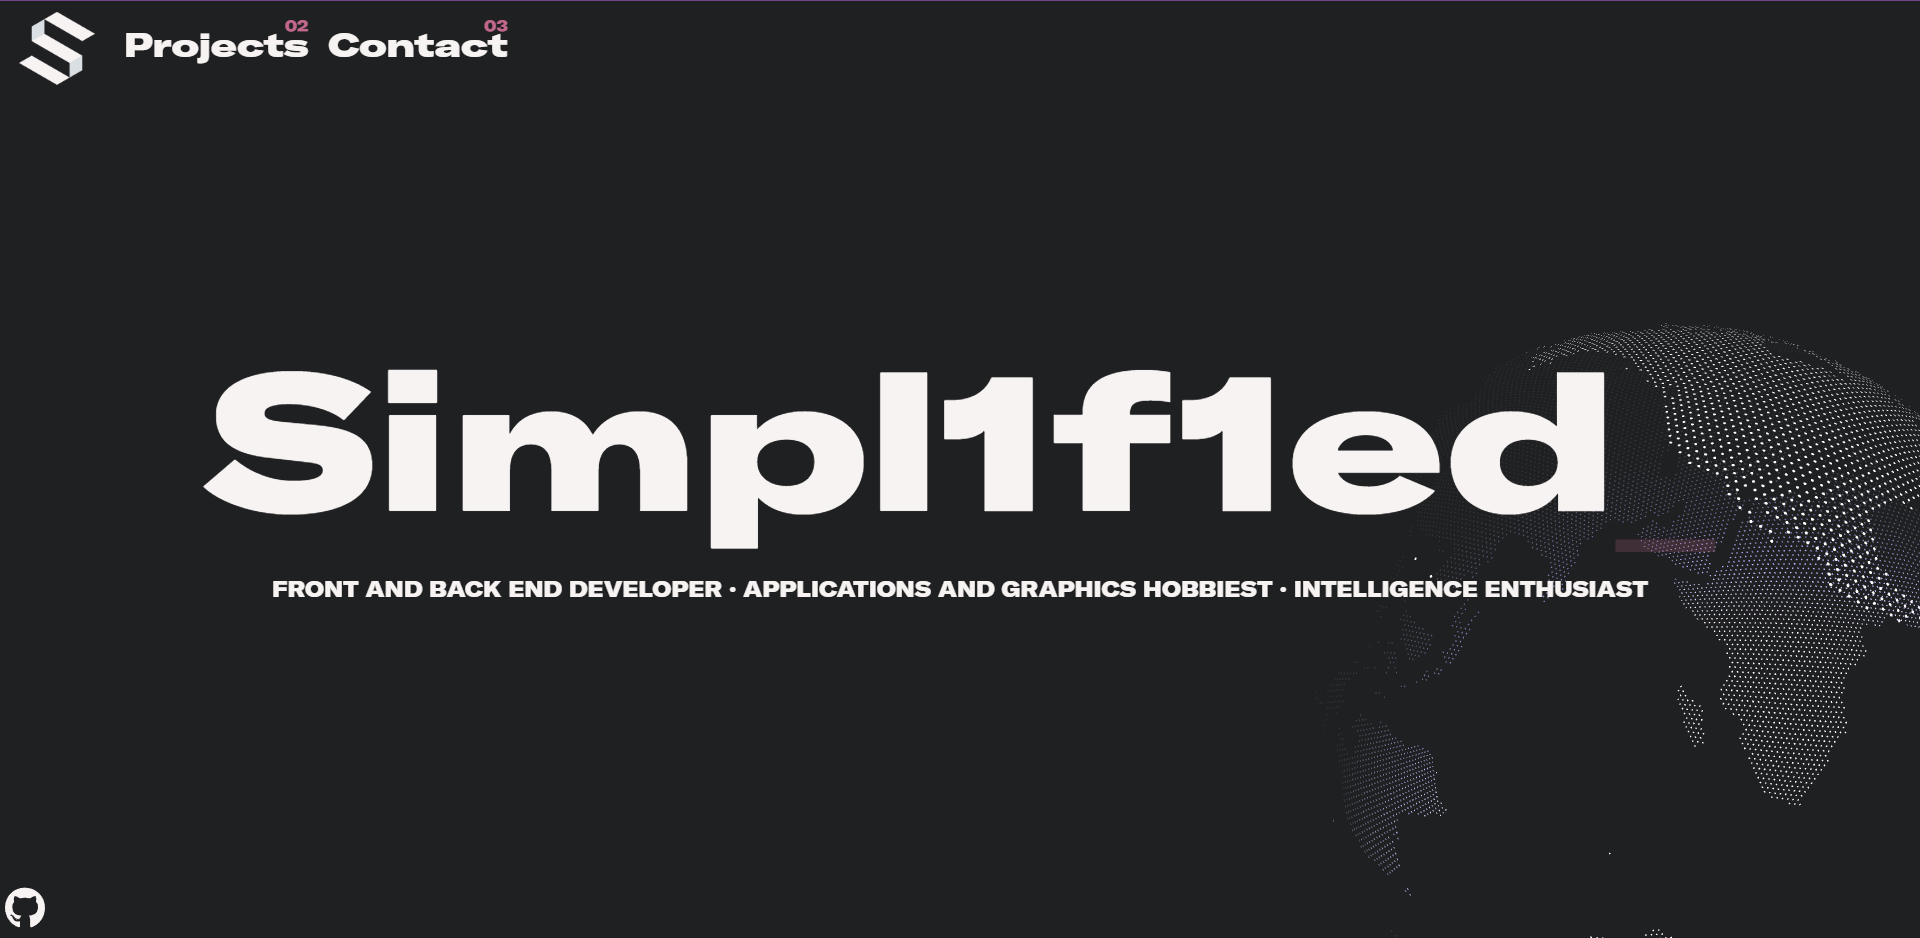 02 03
Projects Contact
Simpl1f1ed
FRONT AND BACK END DEVELOPER · APPLICATIONS AND GRAPHICS HOBBIEST · INTELLIGENCE ENTHUSIAST